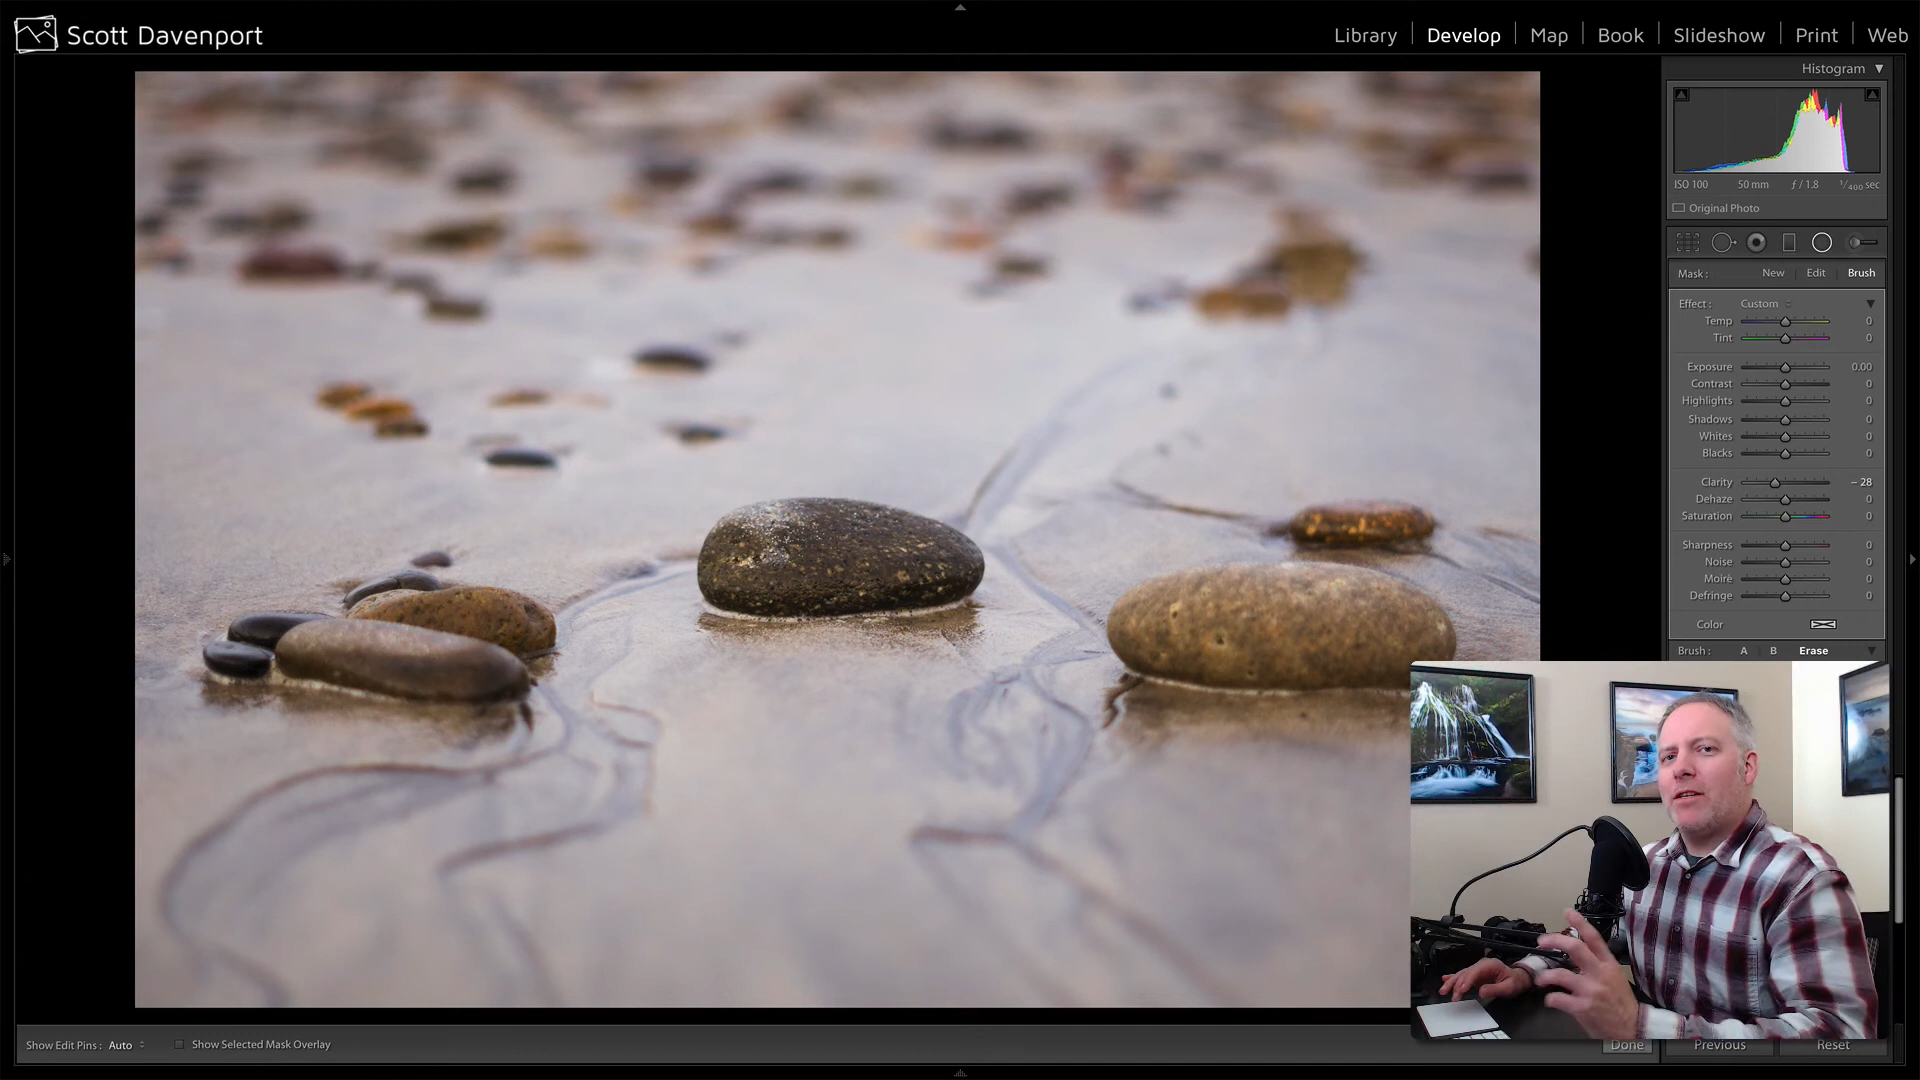 Scott Davenport
Library Develop Map Book Slideshow Print Web
Histogram
ISO 100 50 mm ƒ / 1.8 1/400 sec
Original Photo
Mask : New Edit Brush
Effect : Custom
Temp 0
Tint 0
Exposure 0.00
Contrast 0
Highlights 0
Shadows 0
Whites 0
Blacks 0
Clarity – 28
Dehaze 0
Saturation 0
Sharpness 0
Noise 0
Moiré 0
Defringe 0
Color
Brush : A B Erase
Show Edit Pins : Auto Show Selected Mask Overlay Done Previous Reset